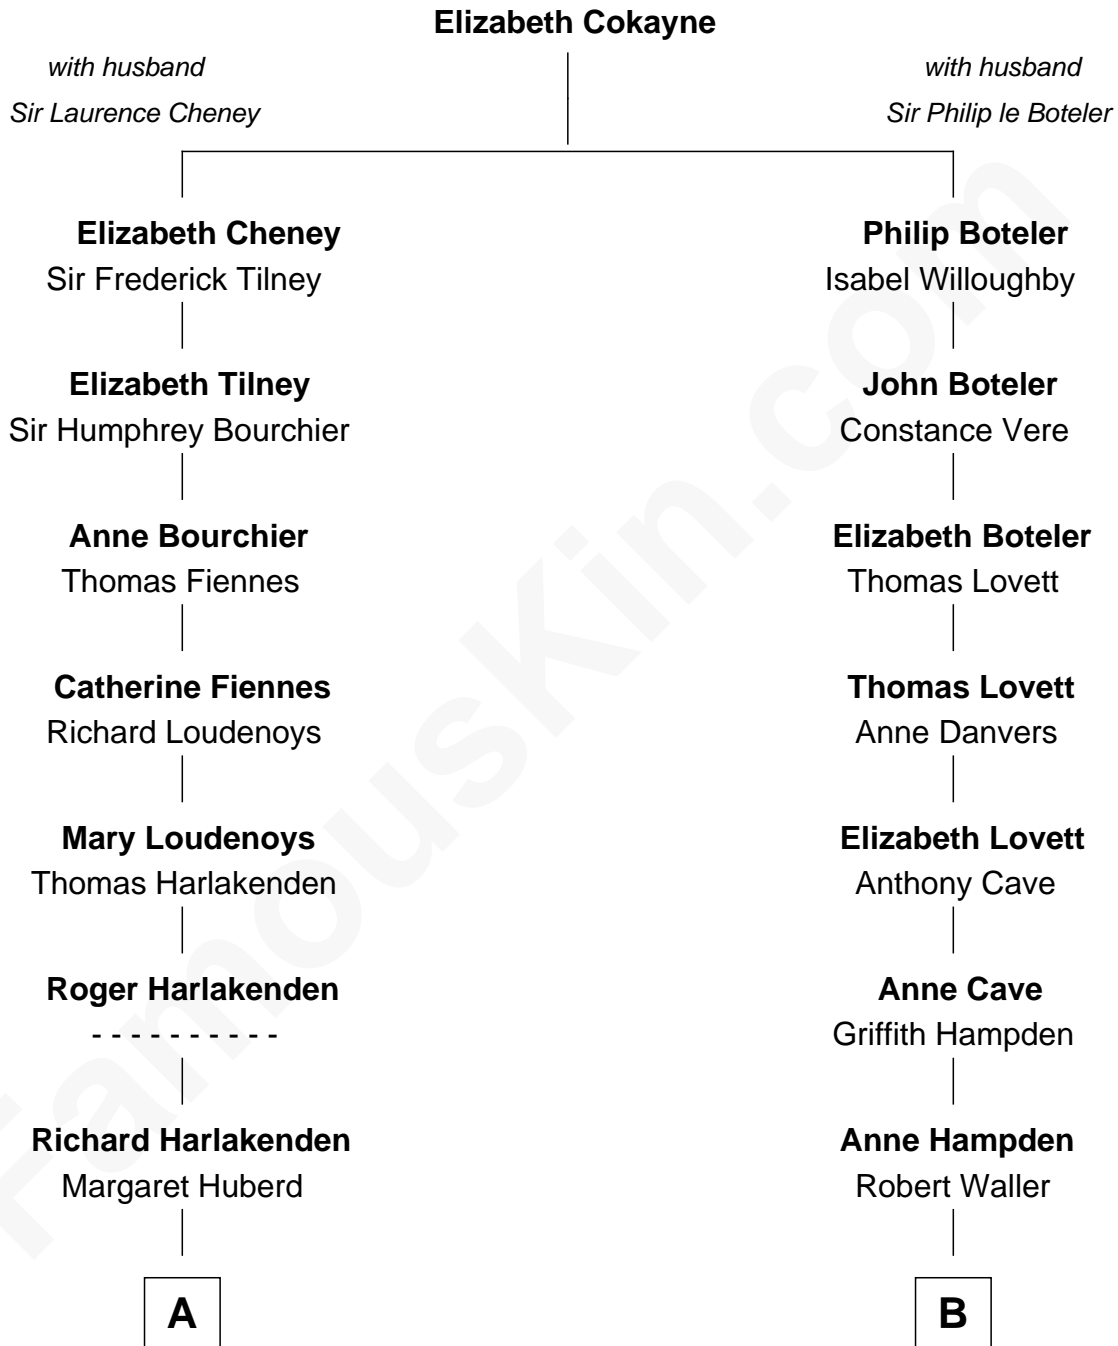 Elizabeth Cokayne
with husband
Sir Laurence Cheney
with husband
Sir Philip le Boteler
Elizabeth Cheney
Sir Frederick Tilney
Philip Boteler
Isabel Willoughby
Elizabeth Tilney
Sir Humphrey Bourchier
John Boteler
Constance Vere
Anne Bourchier
Thomas Fiennes
Elizabeth Boteler
Thomas Lovett
Catherine Fiennes
Richard Loudenoys
Thomas Lovett
Anne Danvers
Mary Loudenoys
Thomas Harlakenden
Elizabeth Lovett
Anthony Cave
Roger Harlakenden
- - - - - - - - - -
Anne Cave
Griffith Hampden
Richard Harlakenden
Margaret Huberd
Anne Hampden
Robert Waller
A
B
FamousKin.com